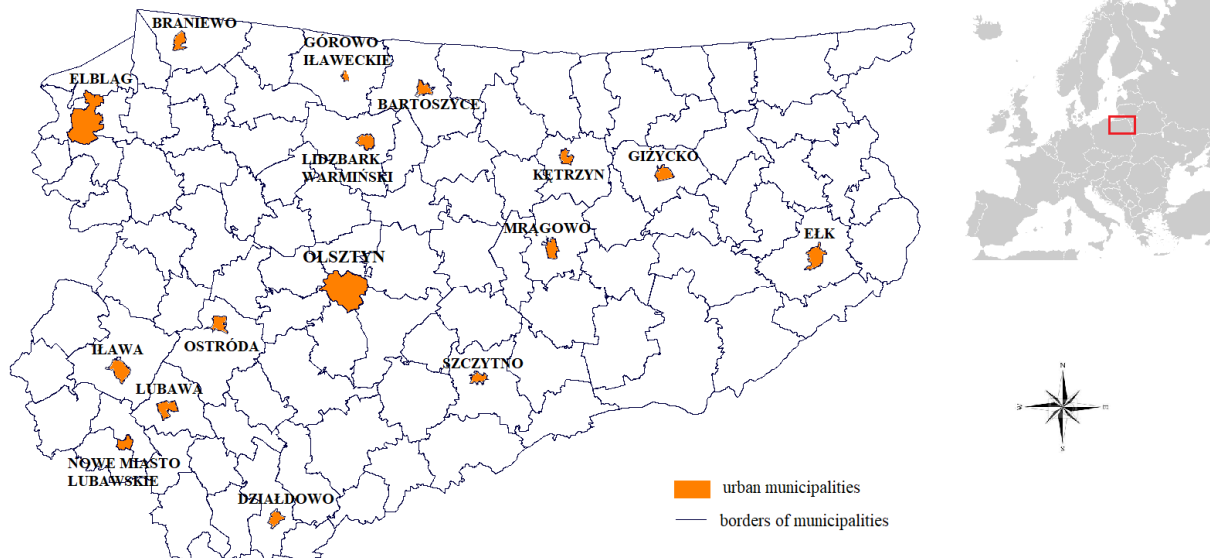 BRANIEWO
GÓROWO
IŁAWECKIE
ELBLAG
BARTOSZYCE
LIDZBARK
WARMIŃSKI
KĘTRZYN
GIŻYCKO
MRĄGOWO
EŁK
OLSZTYN
OSTRÓDA
IŁAWA
SZCZYTNO
LUBAWA
NOWE MIASTO
LUBAWSKIE
DZIAŁDOWO
urban municipalities
borders of municipalities
N
E
S